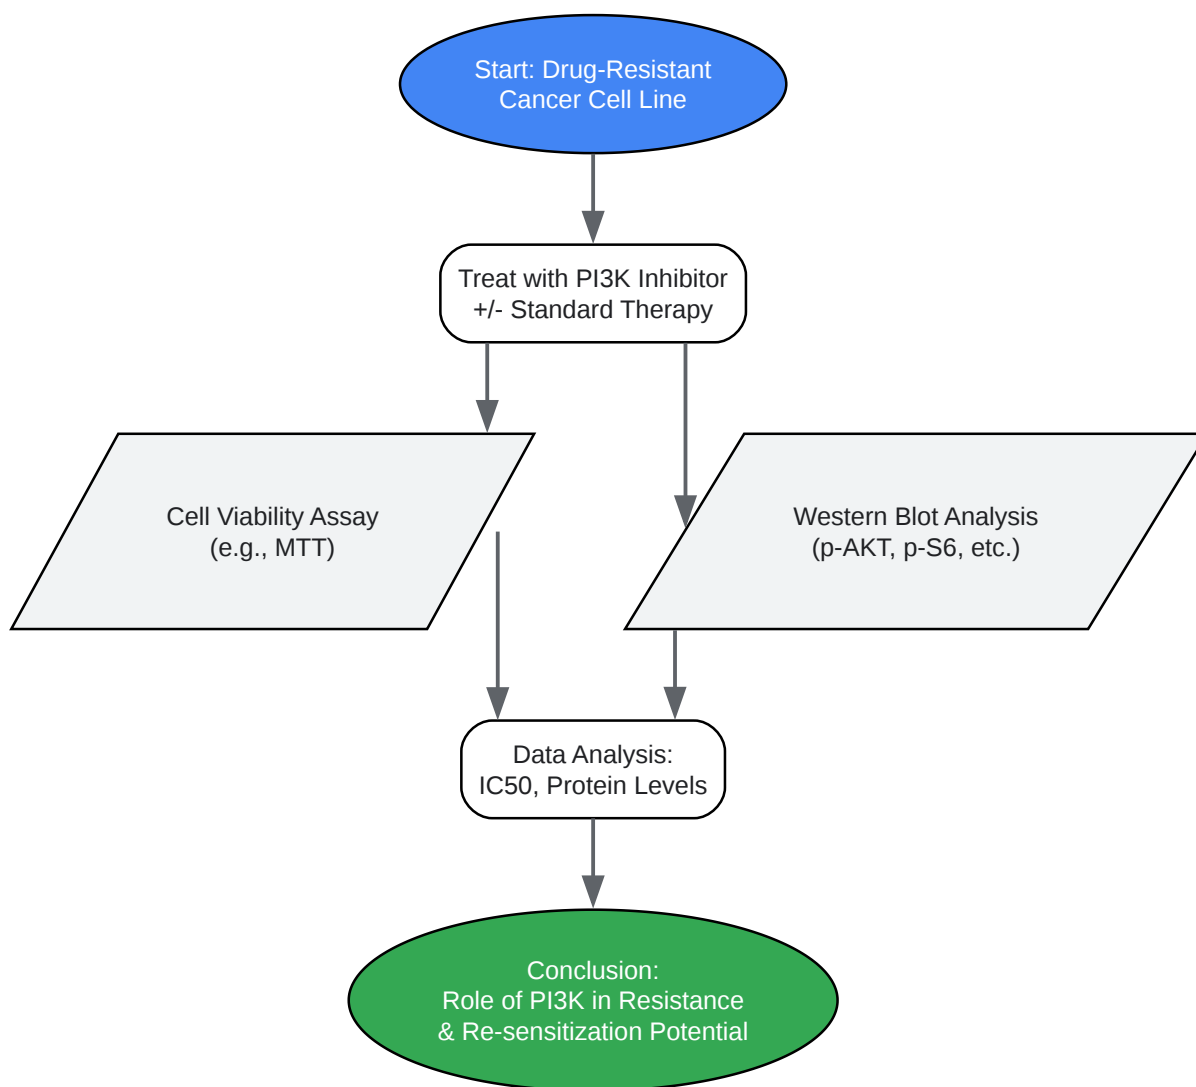 Start: Drug-Resistant
Cancer Cell Line
Treat with PI3K Inhibitor
+/- Standard Therapy
Cell Viability Assay
(e.g., MTT)
Western Blot Analysis
(p-AKT, p-S6, etc.)
Data Analysis:
IC50, Protein Levels
Conclusion:
Role of PI3K in Resistance
& Re-sensitization Potential